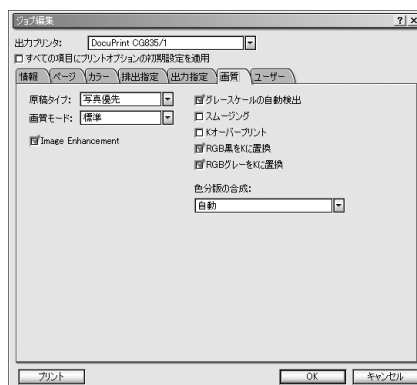 ジョブ編集
出力プリンタ: DocuPrint CG835/1
すべての項目にプリントオプションの初期設定を適用
情報 ページ カラー 排出指定 出力指定 画質 ユーザー
原稿タイプ: 写真優先
画質モード: 標準
Image Enhancement
グレースケールの自動検出
スムージング
Kオーバープリント
RGB黒をKに置換
RGBグレーをKに置換
色分版の合成:
自動
プリント OK キャンセル